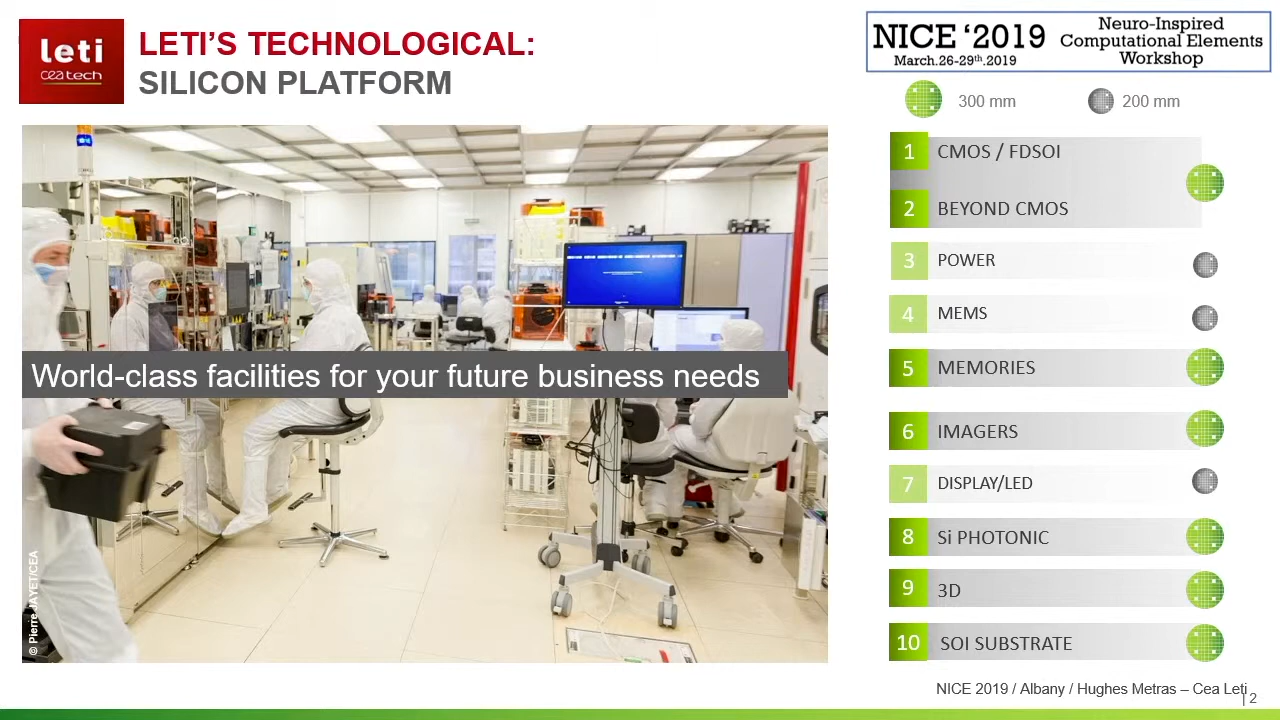 leti
ceatech
LETI’S TECHNOLOGICAL:
SILICON PLATFORM
NICE ‘2019
March.26-29th.2019
Neuro-Inspired
Computational Elements
Workshop
300 mm
200 mm
World-class facilities for your future business needs
© Pierre JAYET/CEA
1 CMOS / FDSOI
2 BEYOND CMOS
3 POWER
4 MEMS
5 MEMORIES
6 IMAGERS
7 DISPLAY/LED
8 Si PHOTONIC
9 3D
10 SOI SUBSTRATE
NICE 2019 / Albany / Hughes Metras – Cea Leti
| 2